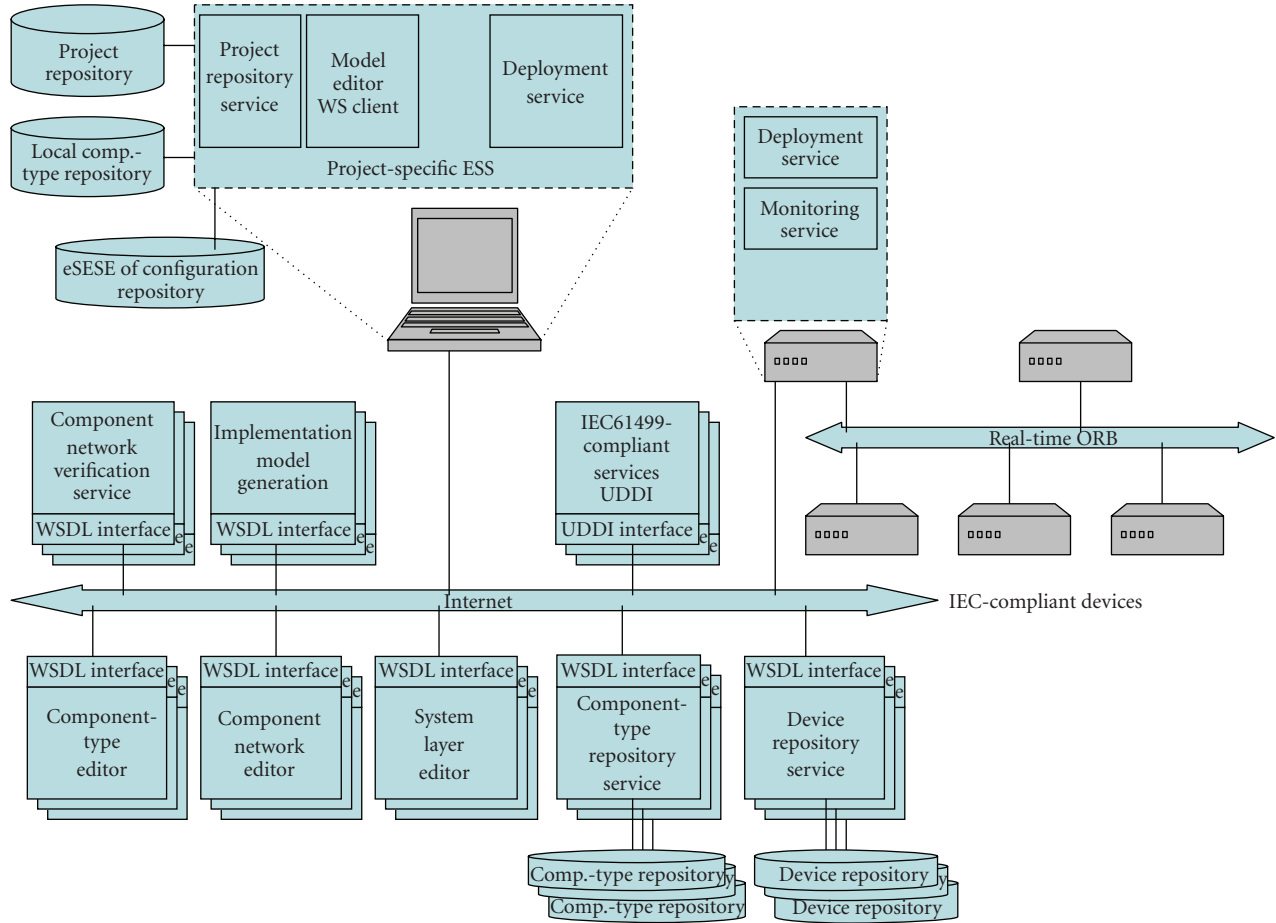 Project
repository
Local comp.-
type repository
eSESE of configuration
repository
Project
repository
service
Model
editor
WS client
Deployment
service
Project-specific ESS
Deployment
service
Monitoring
service
Real-time ORB
Component
network
verification
service
WSDL interface
e
e
Implementation
model
generation
WSDL interface
e
e
IEC61499-
compliant
services
UDDI
UDDI interface
e
e
Internet
IEC-compliant devices
WSDL interface
e
e
Component-
type
editor
WSDL interface
e
e
Component
network
editor
WSDL interface
e
e
System
layer
editor
WSDL interface
e
e
Component-
type
repository
service
WSDL interface
e
e
Device
repository
service
Comp.-type repository
y
Comp.-type repository
Device repository
y
Device repository